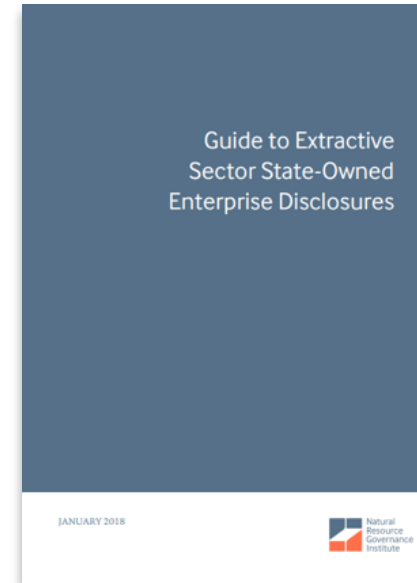 Guide to Extractive
Sector State-Owned
Enterprise Disclosures
JANUARY 2018
Natural
Resource
Governance
Institute